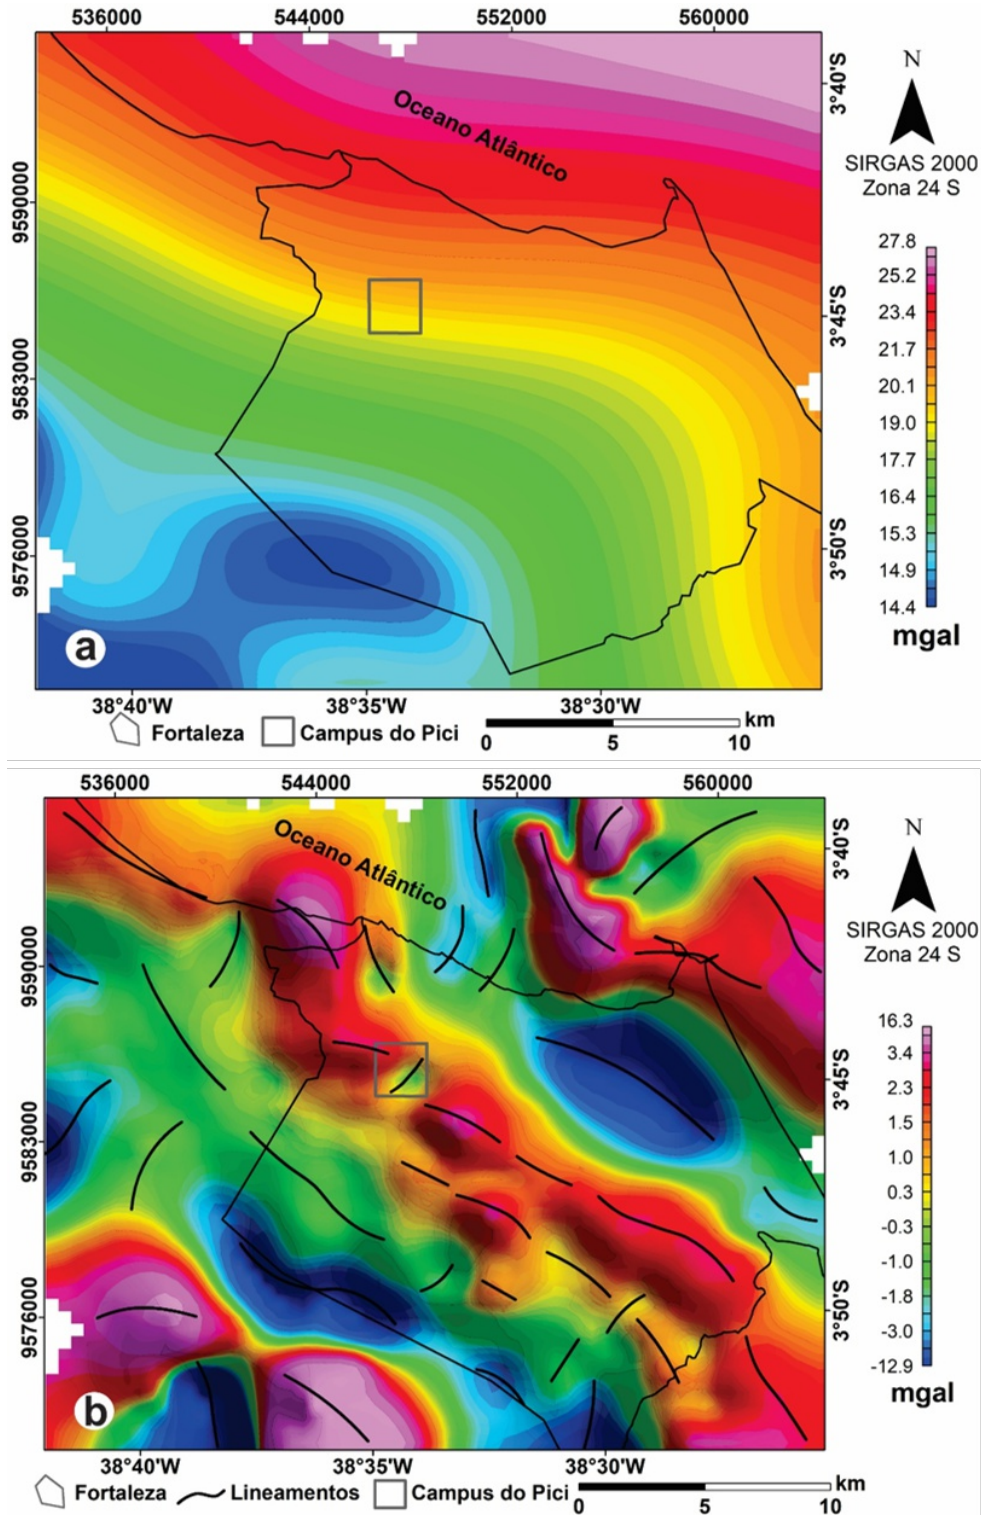 536000 544000 552000 560000
Oceano Atlântico
3°40'S
N
SIRGAS 2000
Zona 24 S
9590000
27.8
25.2
23.4
21.7
20.1
19.0
17.7
16.4
15.3
14.9
14.4
mgal
3°45'S
9583000
9576000
3°50'S
a
38°40'W 38°35'W 38°30'W
Fortaleza Campus do Pici km
0 5 10
536000 544000 552000 560000
Oceano Atlântico
3°40'S
N
SIRGAS 2000
Zona 24 S
9590000
16.3
3.4
2.3
1.5
1.0
0.3
-0.3
-1.0
-1.8
-3.0
-12.9
mgal
3°45'S
9583000
9576000
3°50'S
b
38°40'W 38°35'W 38°30'W
Fortaleza Lineamentos Campus do Pici km
0 5 10